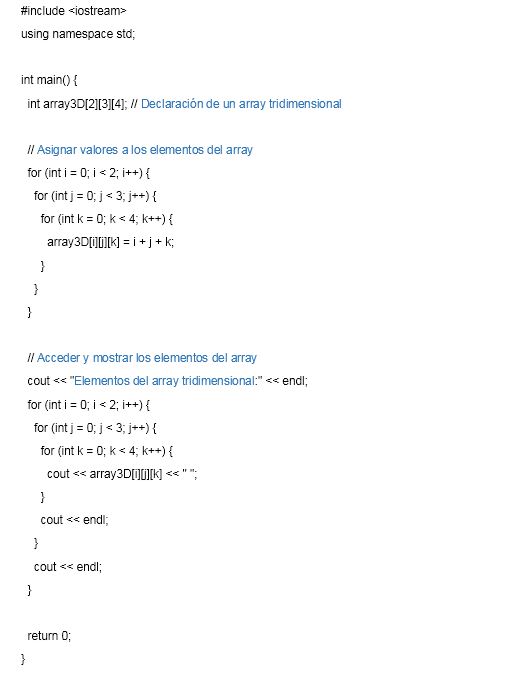 #include <iostream>
using namespace std;
int main() {
int array3D[2][3][4]; // Declaración de un array tridimensional
// Asignar valores a los elementos del array
for (int i = 0; i < 2; i++) {
for (int j = 0; j < 3; j++) {
for (int k = 0; k < 4; k++) {
array3D[i][j][k] = i + j + k;
}
}
}
// Acceder y mostrar los elementos del array
cout << "Elementos del array tridimensional:" << endl;
for (int i = 0; i < 2; i++) {
for (int j = 0; j < 3; j++) {
for (int k = 0; k < 4; k++) {
cout << array3D[i][j][k] << " ";
}
cout << endl;
}
cout << endl;
}
return 0;
}